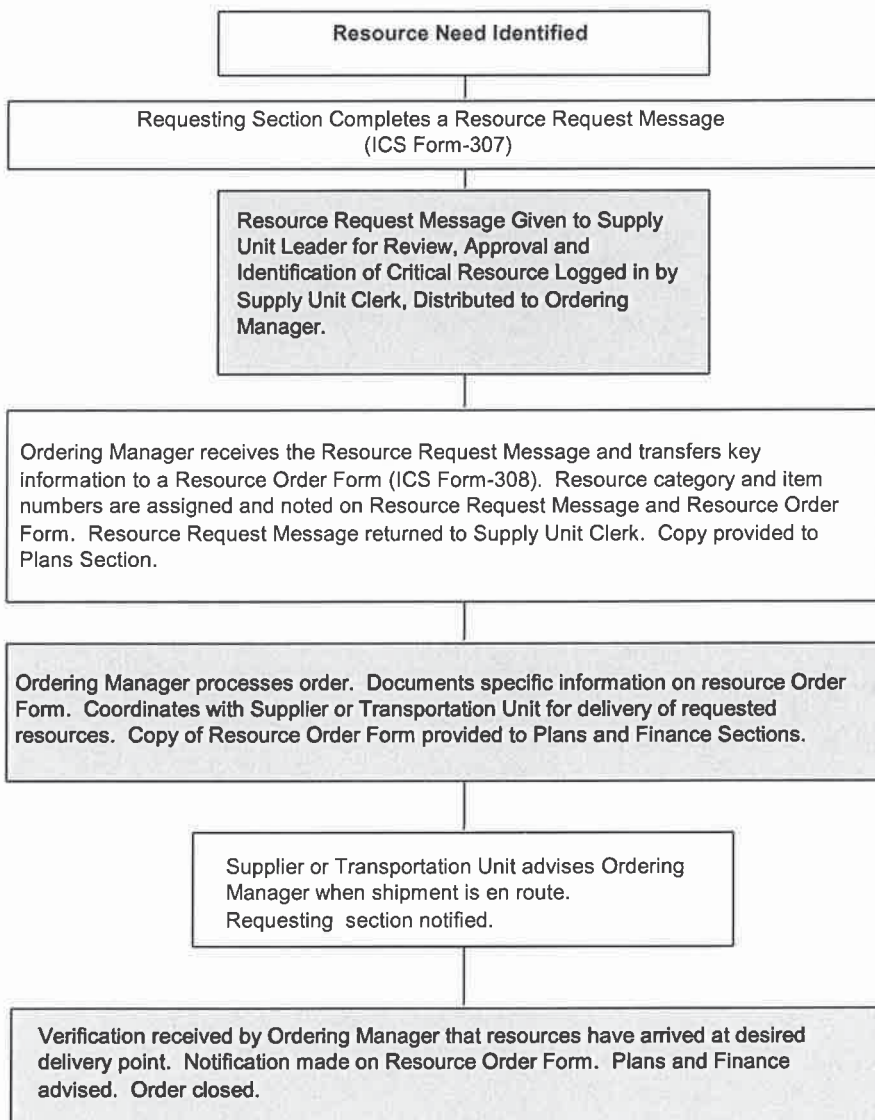 Resource Need Identified
Requesting Section Completes a Resource Request Message
(ICS Form-307)
Resource Request Message Given to Supply
Unit Leader for Review, Approval and
Identification of Critical Resource Logged in by
Supply Unit Clerk, Distributed to Ordering
Manager.
Ordering Manager receives the Resource Request Message and transfers key
information to a Resource Order Form (ICS Form-308).  Resource category and item
numbers are assigned and noted on Resource Request Message and Resource Order
Form.  Resource Request Message returned to Supply Unit Clerk.  Copy provided to
Plans Section.
Ordering Manager processes order.  Documents specific information on resource Order
Form.  Coordinates with Supplier or Transportation Unit for delivery of requested
resources.  Copy of Resource Order Form provided to Plans and Finance Sections.
Supplier or Transportation Unit advises Ordering
Manager when shipment is en route.
Requesting  section notified.
Verification received by Ordering Manager that resources have arrived at desired
delivery point.  Notification made on Resource Order Form.  Plans and Finance
advised.  Order closed.